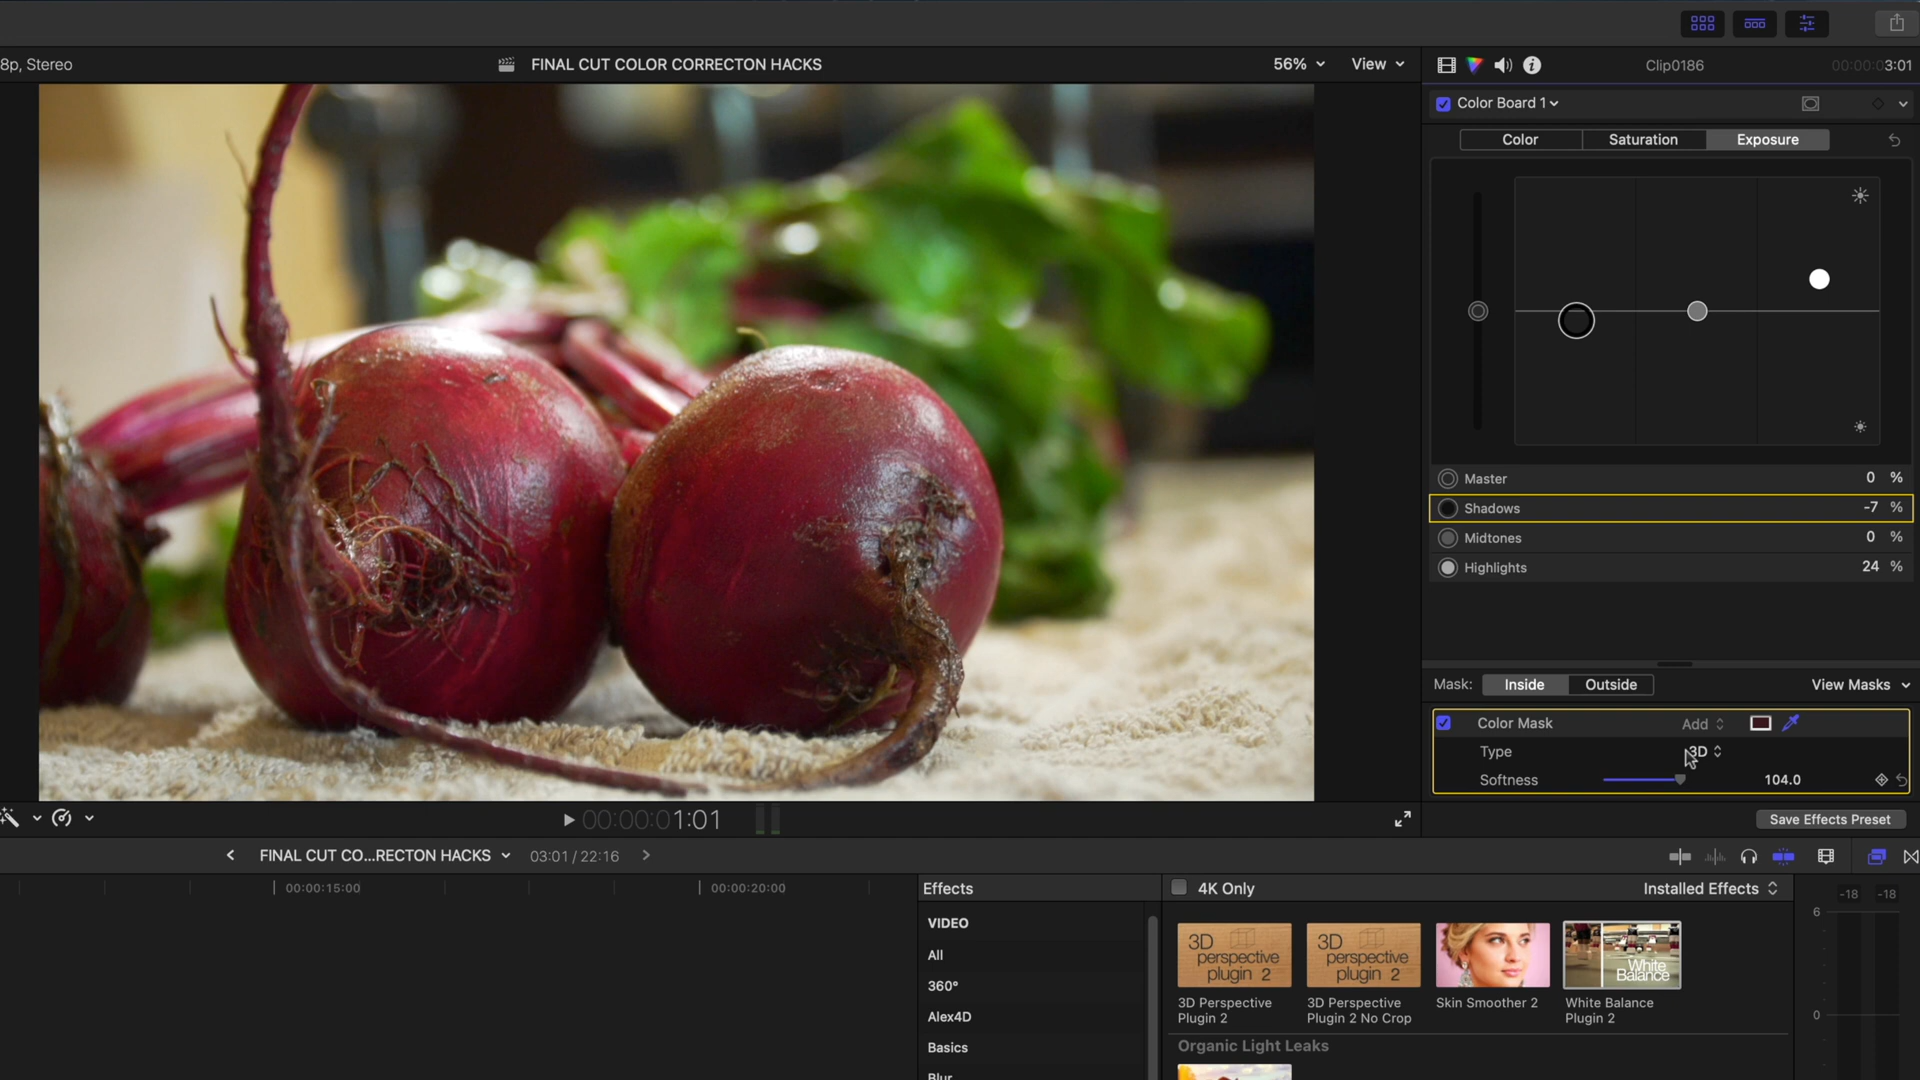 8p, Stereo
FINAL CUT COLOR CORRECTON HACKS
56%
View
Clip0186
00:00:03:01
Color Board 1
Color
Saturation
Exposure
Master 0 %
Shadows -7 %
Midtones 0 %
Highlights 24 %
Mask: Inside Outside View Masks
Color Mask Add
Type 3D
Softness 104.0
00:00:01:01
Save Effects Preset
FINAL CUT CO...RECTON HACKS 03:01 / 22:16
00:00:15:00 00:00:20:00
Effects
4K Only
Installed Effects
-18 -18
6
0
VIDEO
All
360°
Alex4D
Basics
Blur
3D
perspective
plugin 2
3D
perspective
plugin 2
White
Balance
3D Perspective
Plugin 2
3D Perspective
Plugin 2 No Crop
Skin Smoother 2
White Balance
Plugin 2
Organic Light Leaks